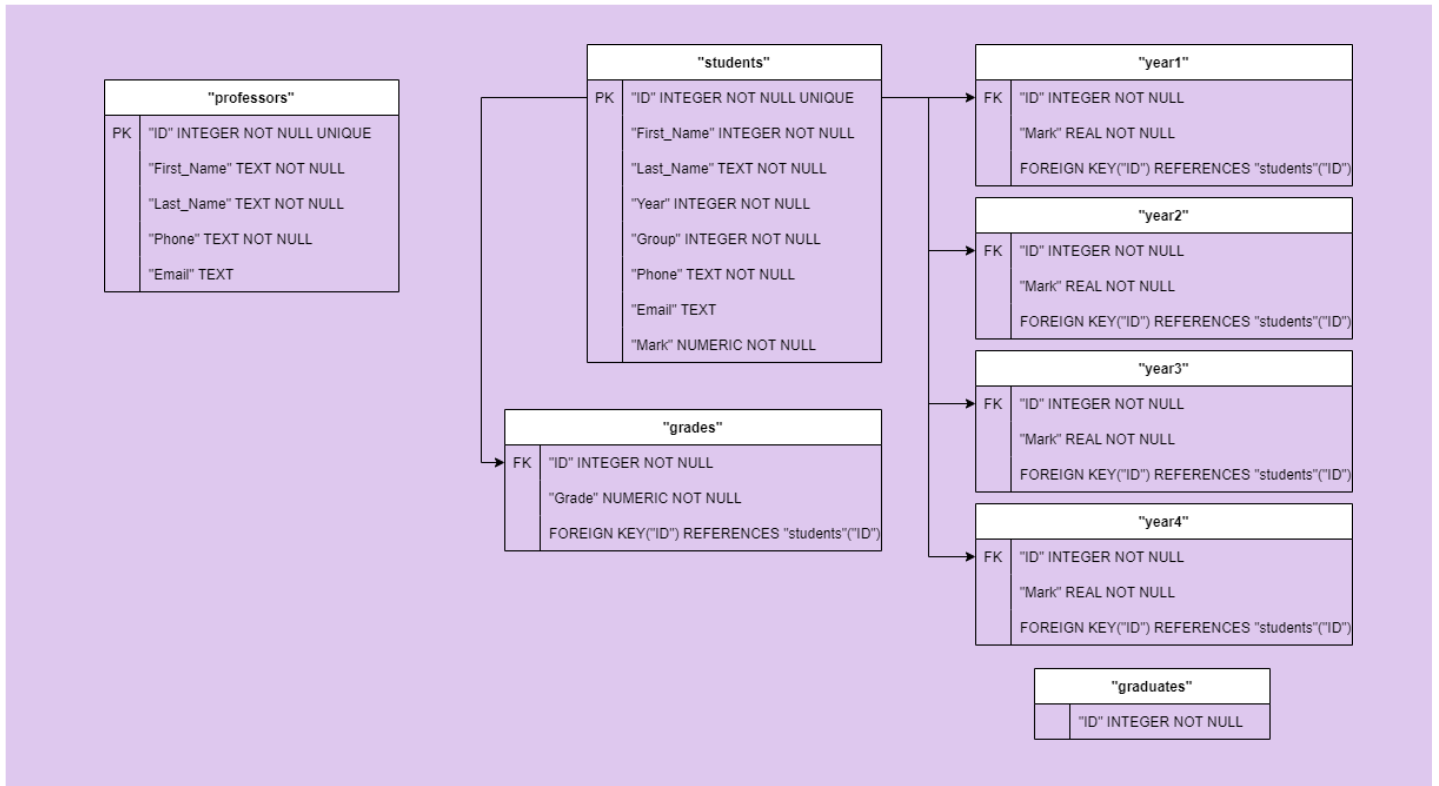 "professors"
PK "ID" INTEGER NOT NULL UNIQUE
"First_Name" TEXT NOT NULL
"Last_Name" TEXT NOT NULL
"Phone" TEXT NOT NULL
"Email" TEXT
"students"
PK "ID" INTEGER NOT NULL UNIQUE
"First_Name" INTEGER NOT NULL
"Last_Name" TEXT NOT NULL
"Year" INTEGER NOT NULL
"Group" INTEGER NOT NULL
"Phone" TEXT NOT NULL
"Email" TEXT
"Mark" NUMERIC NOT NULL
"grades"
FK "ID" INTEGER NOT NULL
"Grade" NUMERIC NOT NULL
FOREIGN KEY("ID") REFERENCES "students"("ID")
"year1"
FK "ID" INTEGER NOT NULL
"Mark" REAL NOT NULL
FOREIGN KEY("ID") REFERENCES "students"("ID")
"year2"
FK "ID" INTEGER NOT NULL
"Mark" REAL NOT NULL
FOREIGN KEY("ID") REFERENCES "students"("ID")
"year3"
FK "ID" INTEGER NOT NULL
"Mark" REAL NOT NULL
FOREIGN KEY("ID") REFERENCES "students"("ID")
"year4"
FK "ID" INTEGER NOT NULL
"Mark" REAL NOT NULL
FOREIGN KEY("ID") REFERENCES "students"("ID")
"graduates"
"ID" INTEGER NOT NULL